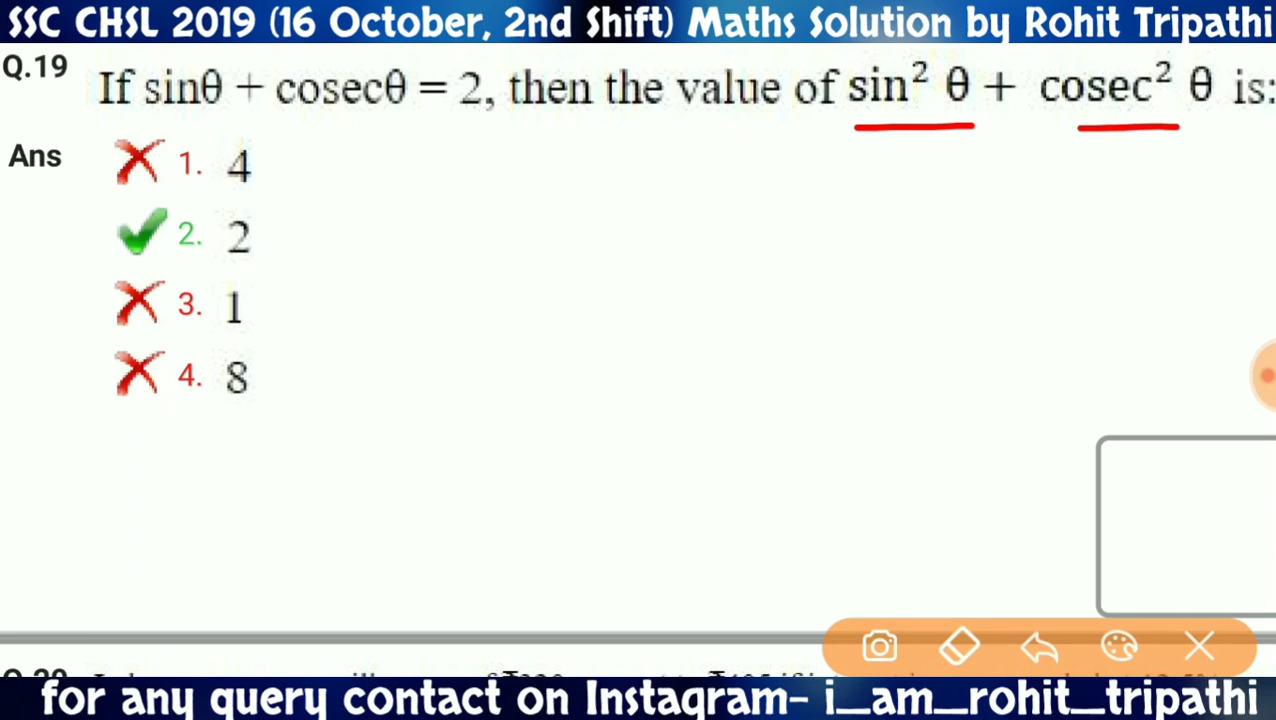 SSC CHSL 2019 (16 October, 2nd Shift) Maths Solution by Rohit Tripathi
Q.19 If sinθ + cosecθ = 2, then the value of sin² θ + cosec² θ is:
Ans 1. 4
2. 2
3. 1
4. 8
for any query contact on Instagram- i_am_rohit_tripathi